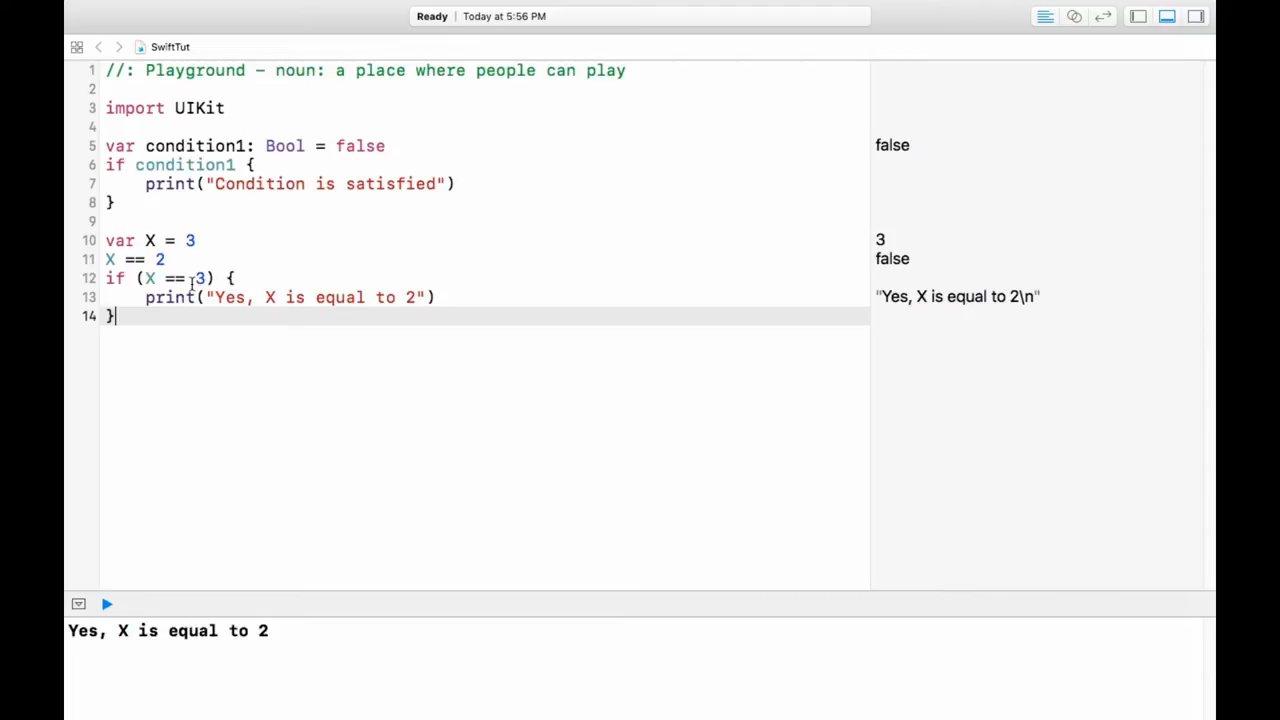 Ready | Today at 5:56 PM
SwiftTut
1 //: Playground – noun: a place where people can play
2
3 import UIKit
4
5 var condition1: Bool = false false
6 if condition1 {
7     print("Condition is satisfied")
8 }
9
10 var X = 3 3
11 X == 2 false
12 if (X == 3) {
13     print("Yes, X is equal to 2") "Yes, X is equal to 2\n"
14 }
Yes, X is equal to 2